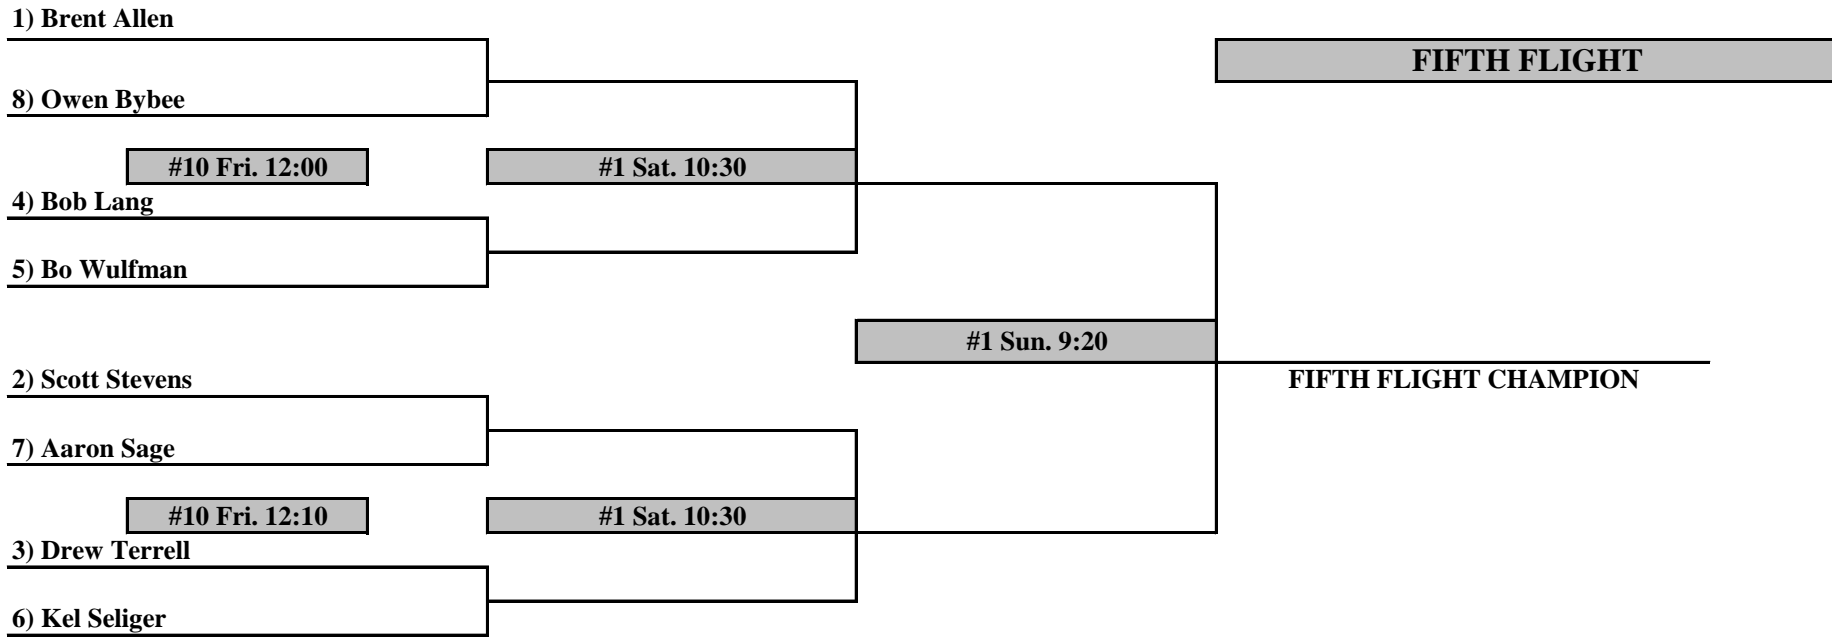 1) Brent Allen
FIFTH FLIGHT
8) Owen Bybee
#10 Fri. 12:00
#1 Sat. 10:30
4) Bob Lang
5) Bo Wulfman
#1 Sun. 9:20
2) Scott Stevens
FIFTH FLIGHT CHAMPION
7) Aaron Sage
#10 Fri. 12:10
#1 Sat. 10:30
3) Drew Terrell
6) Kel Seliger